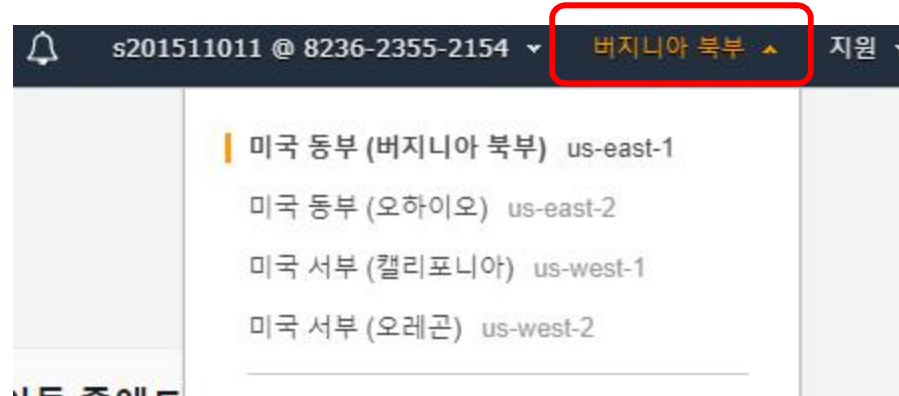 s201511011 @ 8236-2355-2154 버지니아 북부 지원
미국 동부 (버지니아 북부) us-east-1
미국 동부 (오하이오) us-east-2
미국 서부 (캘리포니아) us-west-1
미국 서부 (오레곤) us-west-2